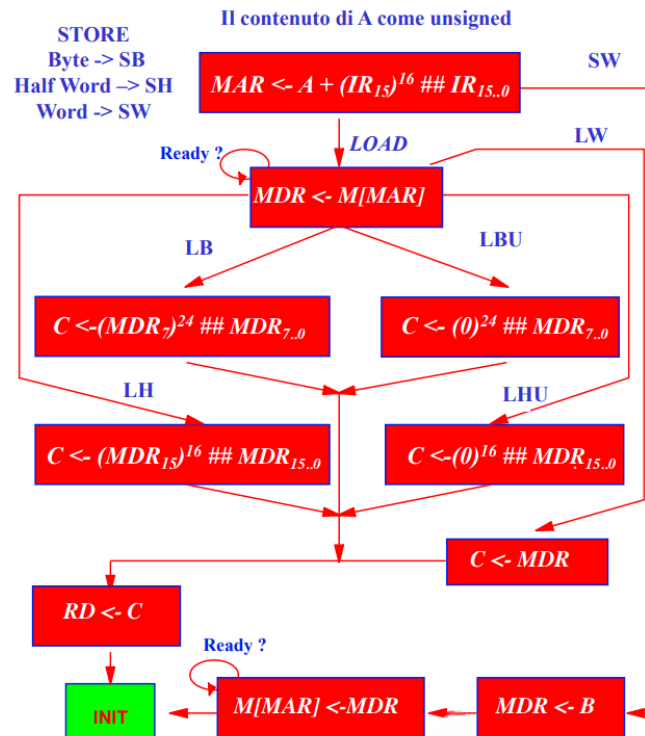 Il contenuto di A come unsigned
STORE
Byte -> SB
Half Word –> SH
Word -> SW
MAR <- A + (IR₁₅)¹⁶ ## IR₁₅..₀
SW
Ready ?
LOAD
LW
MDR <- M[MAR]
LB
LBU
C <-(MDR₇)²⁴ ## MDR₇..₀
C <- (0)²⁴ ## MDR₇..₀
LH
LHU
C <- (MDR₁₅)¹⁶ ## MDR₁₅..₀
C <-(0)¹⁶ ## MDR₁₅..₀
C <- MDR
RD <- C
Ready ?
INIT
M[MAR] <-MDR
MDR <- B